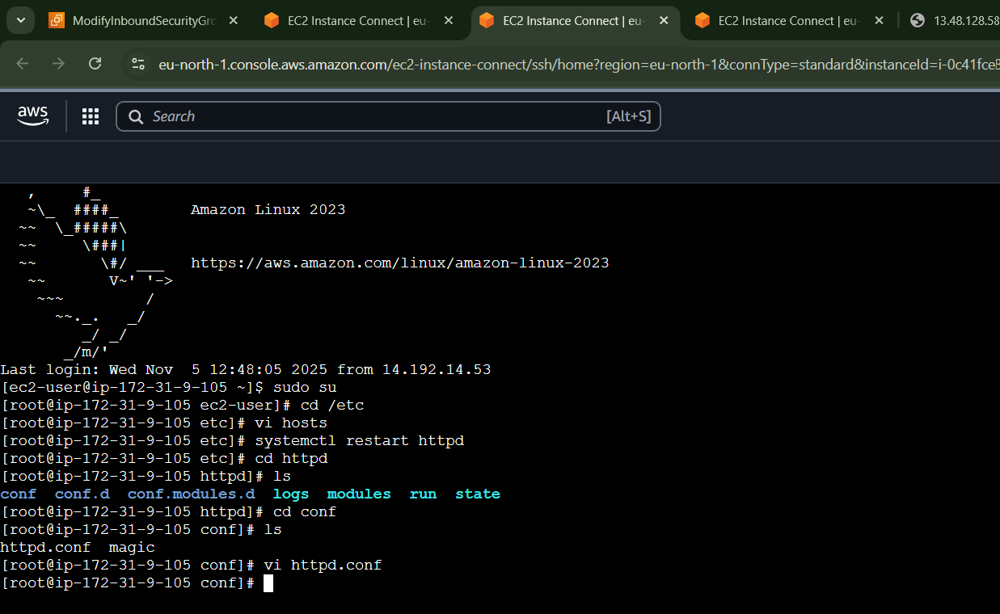 ModifyInboundSecurityGro
EC2 Instance Connect | eu-
EC2 Instance Connect | eu-
EC2 Instance Connect | eu-
13.48.128.58
eu-north-1.console.aws.amazon.com/ec2-instance-connect/ssh/home?region=eu-north-1&connType=standard&instanceId=i-0c41fce8
aws
Search
[Alt+S]
   ,     #_
   ~\_  ####_        Amazon Linux 2023
  ~~  \_#####\
  ~~     \###|
  ~~       \#/ ___   https://aws.amazon.com/linux/amazon-linux-2023
   ~~       V~' '->
    ~~~         /
      ~~._.   _/
         _/ _/
       _/m/'
Last login: Wed Nov  5 12:48:05 2025 from 14.192.14.53
[ec2-user@ip-172-31-9-105 ~]$ sudo su
[root@ip-172-31-9-105 ec2-user]# cd /etc
[root@ip-172-31-9-105 etc]# vi hosts
[root@ip-172-31-9-105 etc]# systemctl restart httpd
[root@ip-172-31-9-105 etc]# cd httpd
[root@ip-172-31-9-105 httpd]# ls
conf  conf.d  conf.modules.d  logs  modules  run  state
[root@ip-172-31-9-105 httpd]# cd conf
[root@ip-172-31-9-105 conf]# ls
httpd.conf  magic
[root@ip-172-31-9-105 conf]# vi httpd.conf
[root@ip-172-31-9-105 conf]#